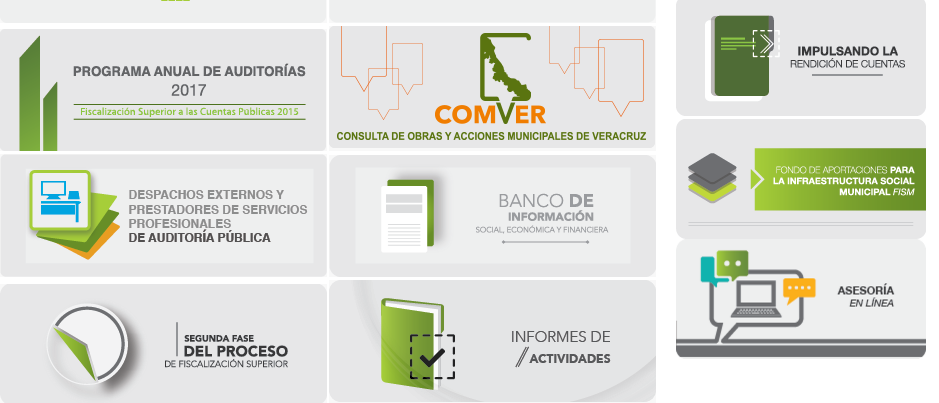 PROGRAMA ANUAL DE AUDITORÍAS
2017
Fiscalización Superior a las Cuentas Públicas 2015
COMVER
CONSULTA DE OBRAS Y ACCIONES MUNICIPALES DE VERACRUZ
DESPACHOS EXTERNOS Y
PRESTADORES DE SERVICIOS
PROFESIONALES
DE AUDITORÍA PÚBLICA
BANCO DE
INFORMACIÓN
SOCIAL, ECONÓMICA Y FINANCIERA
SEGUNDA FASE
DEL PROCESO
DE FISCALIZACIÓN SUPERIOR
INFORMES DE
ACTIVIDADES
IMPULSANDO LA
RENDICIÓN DE CUENTAS
FONDO DE APORTACIONES PARA
LA INFRAESTRUCTURA SOCIAL
MUNICIPAL FISM
ASESORÍA
EN LÍNEA